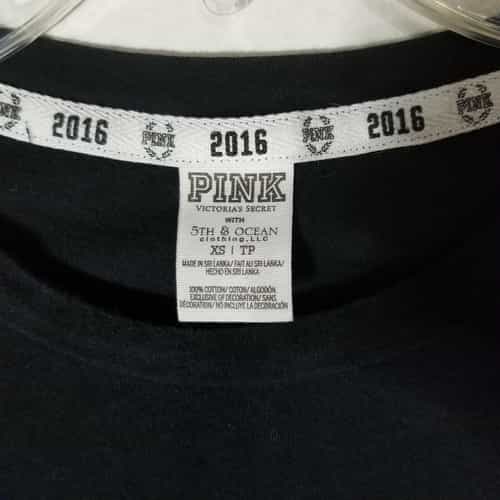 PINK 2016 PINK 2016 PINK 2016 PINK
PINK
VICTORIA'S SECRET
WITH
5TH & OCEAN
clothing, LLC
XS | TP
MADE IN SRI LANKA/ FAIT AU SRI LANKA/
HECHO EN SRI LANKA
100% COTTON/ COTON/ ALGODÓN
EXCLUSIVE OF DECORATION/ SANS
DÉCORATION/ NO INCLUYE LA DECORACIÓN